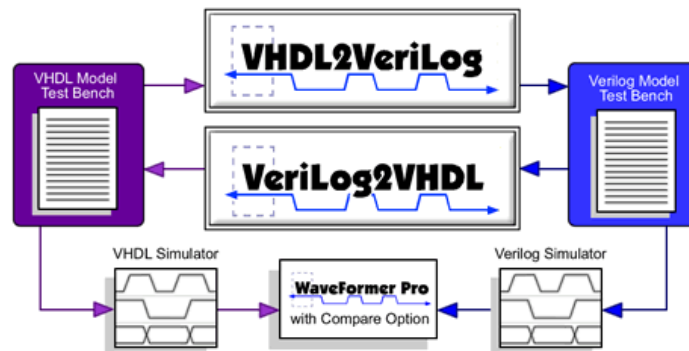 VHDL2VeriLog
VHDL Model
Test Bench
Verilog Model
Test Bench
VeriLog2VHDL
VHDL Simulator
Verilog Simulator
WaveFormer Pro
with Compare Option